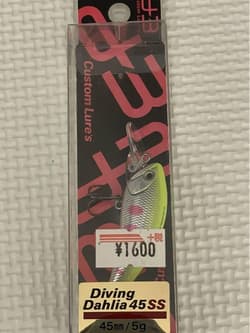 Custom Lures
+税
¥1600
Diving
Dahlia 45SS
45mm/5g